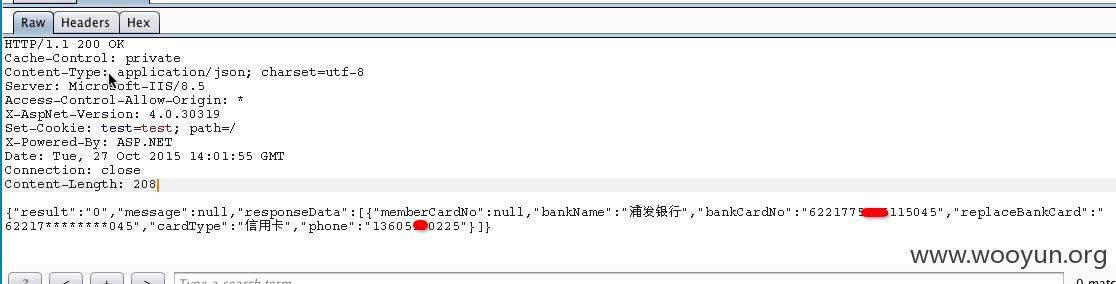 Raw Headers Hex
HTTP/1.1 200 OK
Cache-Control: private
Content-Type: application/json; charset=utf-8
Server: Microsoft-IIS/8.5
Access-Control-Allow-Origin: *
X-AspNet-Version: 4.0.30319
Set-Cookie: test=test; path=/
X-Powered-By: ASP.NET
Date: Tue, 27 Oct 2015 14:01:55 GMT
Connection: close
Content-Length: 208
{"result":"0","message":null,"responseData":[{"memberCardNo":null,"bankName":"浦发银行","bankCardNo":"6221775 115045","replaceBankCard":"
62217********045","cardType":"信用卡","phone":"13605 0225"}]}
www.wooyun.org
? < + > Type a search term